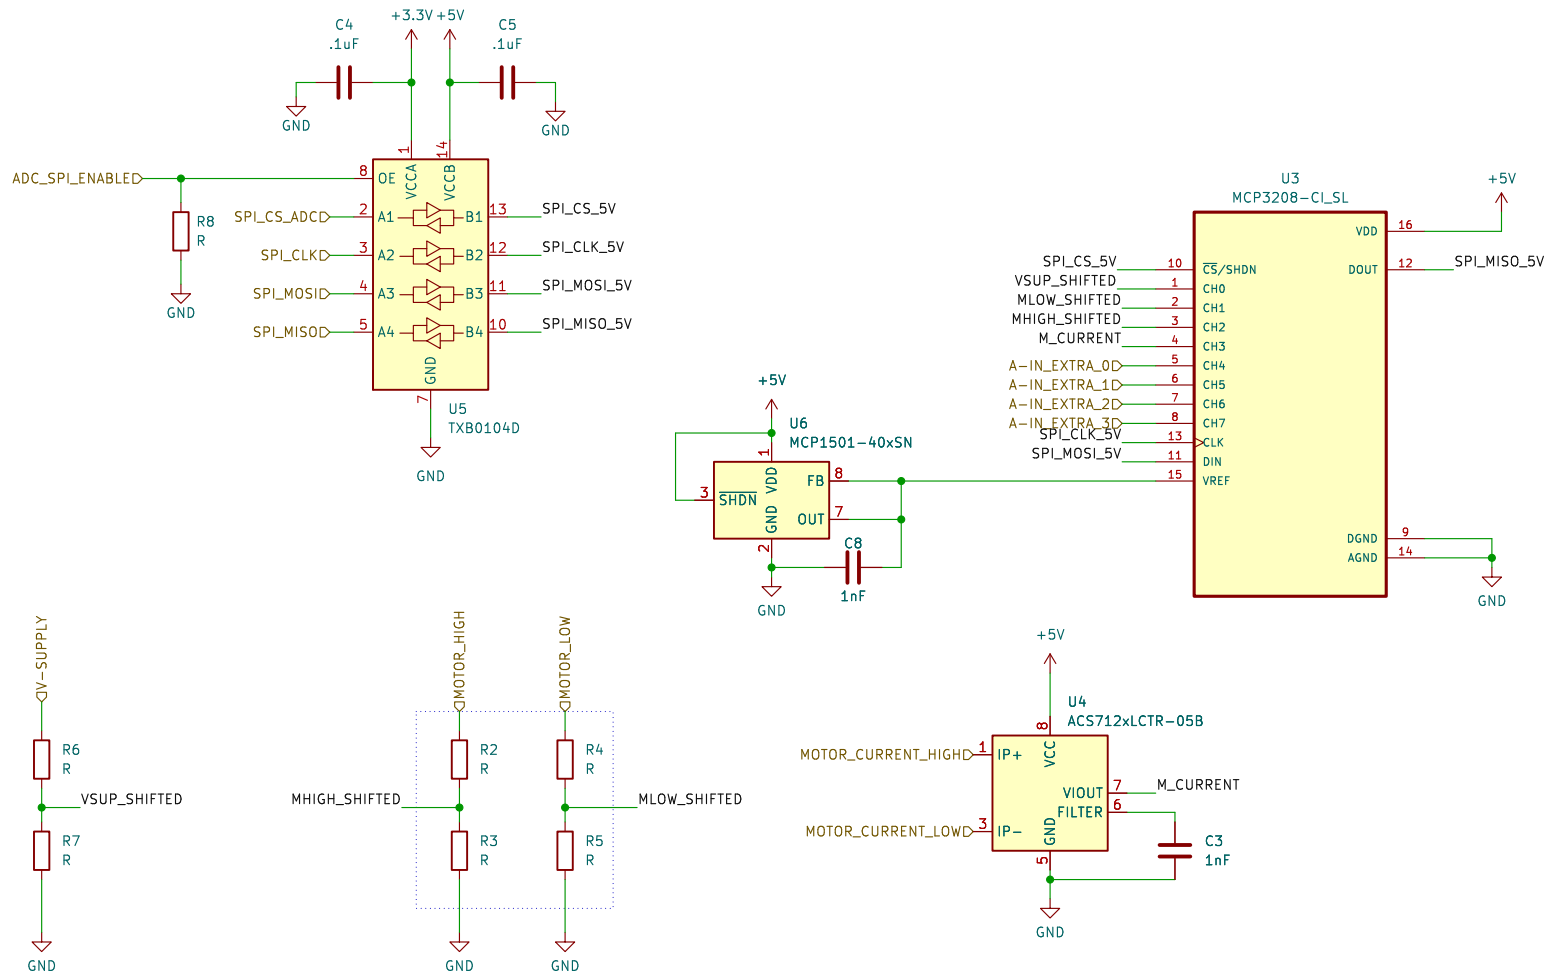 C4
.1uF
+3.3V
+5V
C5
.1uF
GND
GND
ADC_SPI_ENABLE
R8
R
GND
SPI_CS_ADC
SPI_CLK
SPI_MOSI
SPI_MISO
1
14
VCCA
VCCB
8
OE
2
A1
B1
13
SPI_CS_5V
3
A2
B2
12
SPI_CLK_5V
4
A3
B3
11
SPI_MOSI_5V
5
A4
B4
10
SPI_MISO_5V
GND
7
U5
TXB0104D
GND
U3
MCP3208-CI_SL
+5V
VDD
16
SPI_CS_5V
10
CS/SHDN
DOUT
12
SPI_MISO_5V
VSUP_SHIFTED
1
CH0
MLOW_SHIFTED
2
CH1
MHIGH_SHIFTED
3
CH2
M_CURRENT
4
CH3
A-IN_EXTRA_0
5
CH4
A-IN_EXTRA_1
6
CH5
A-IN_EXTRA_2
7
CH6
A-IN_EXTRA_3
8
CH7
SPI_CLK_5V
13
CLK
SPI_MOSI_5V
11
DIN
15
VREF
DGND
9
AGND
14
GND
+5V
U6
MCP1501-40xSN
1
VDD
3
SHDN
FB
8
OUT
7
GND
2
C8
1nF
GND
V-SUPPLY
R6
R
VSUP_SHIFTED
R7
R
GND
MOTOR_HIGH
MOTOR_LOW
R2
R
R4
R
MHIGH_SHIFTED
MLOW_SHIFTED
R3
R
R5
R
GND
GND
+5V
U4
ACS712xLCTR-05B
8
VCC
MOTOR_CURRENT_HIGH
1
IP+
VIOUT
7
M_CURRENT
FILTER
6
MOTOR_CURRENT_LOW
3
IP-
GND
5
C3
1nF
GND